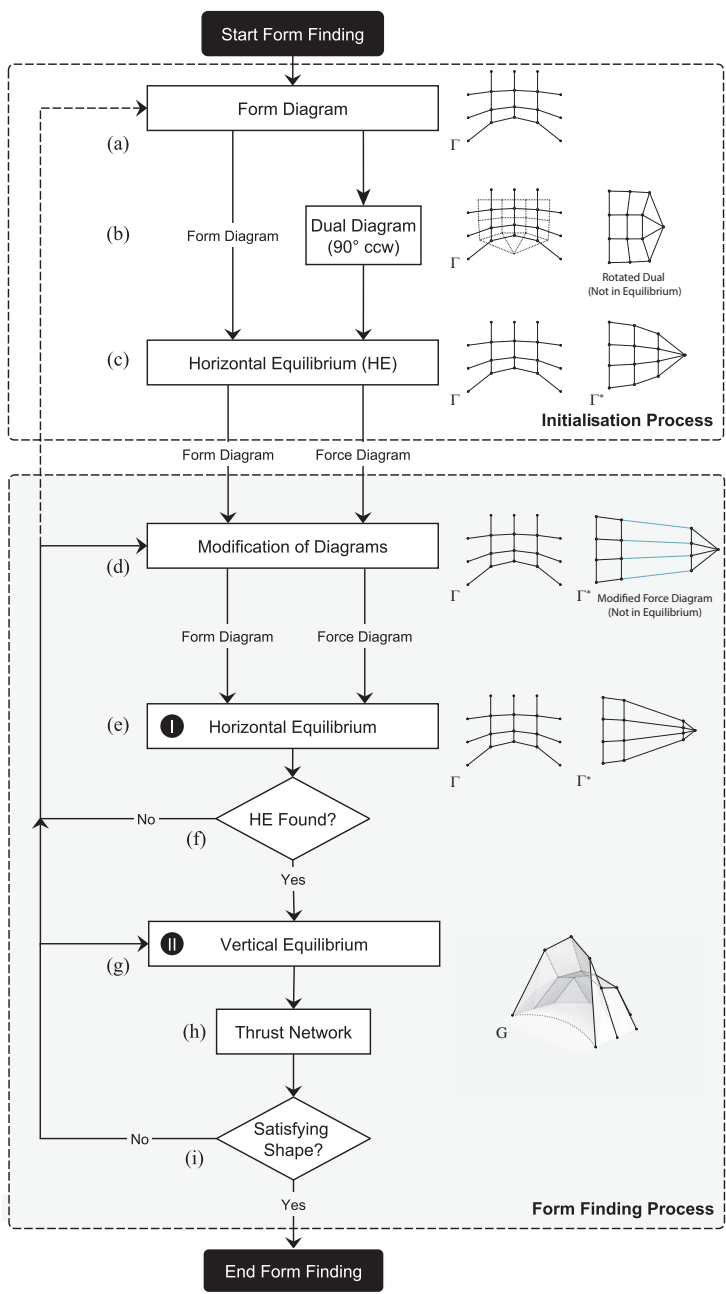 Start Form Finding
Form Diagram
(a)
Γ
(b)
Form Diagram
Dual Diagram
(90° ccw)
Γ
Rotated Dual
(Not in Equilibrium)
(c)
Horizontal Equilibrium (HE)
Γ
Γ*
Initialisation Process
Form Diagram
Force Diagram
Modification of Diagrams
(d)
Γ
Γ*
Modified Force Diagram
(Not in Equilibrium)
Form Diagram
Force Diagram
(e)
I
Horizontal Equilibrium
Γ
Γ*
HE Found?
No
(f)
Yes
II
Vertical Equilibrium
(g)
(h)
Thrust Network
G
Satisfying
Shape?
No
(i)
Yes
Form Finding Process
End Form Finding